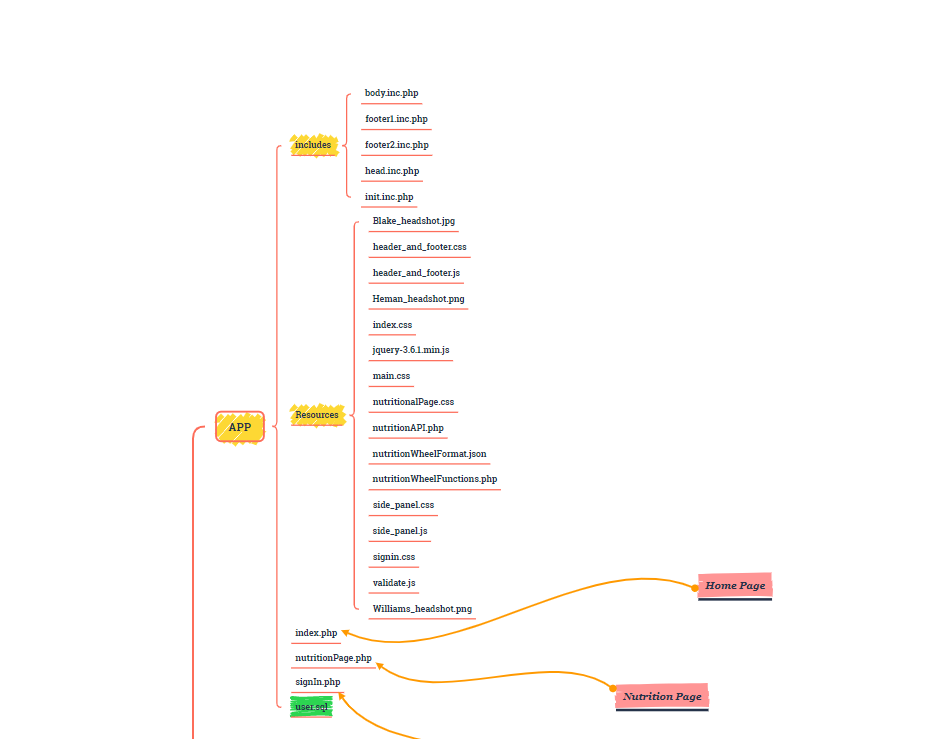 body.inc.php
footer1.inc.php
includes
footer2.inc.php
head.inc.php
init.inc.php
Blake_headshot.jpg
header_and_footer.css
header_and_footer.js
Heman_headshot.png
index.css
jquery-3.6.1.min.js
main.css
nutritionalPage.css
Resources
APP
nutritionAPI.php
nutritionWheelFormat.json
nutritionWheelFunctions.php
side_panel.css
side_panel.js
signin.css
validate.js
Home Page
Williams_headshot.png
index.php
nutritionPage.php
signIn.php
Nutrition Page
user.sql